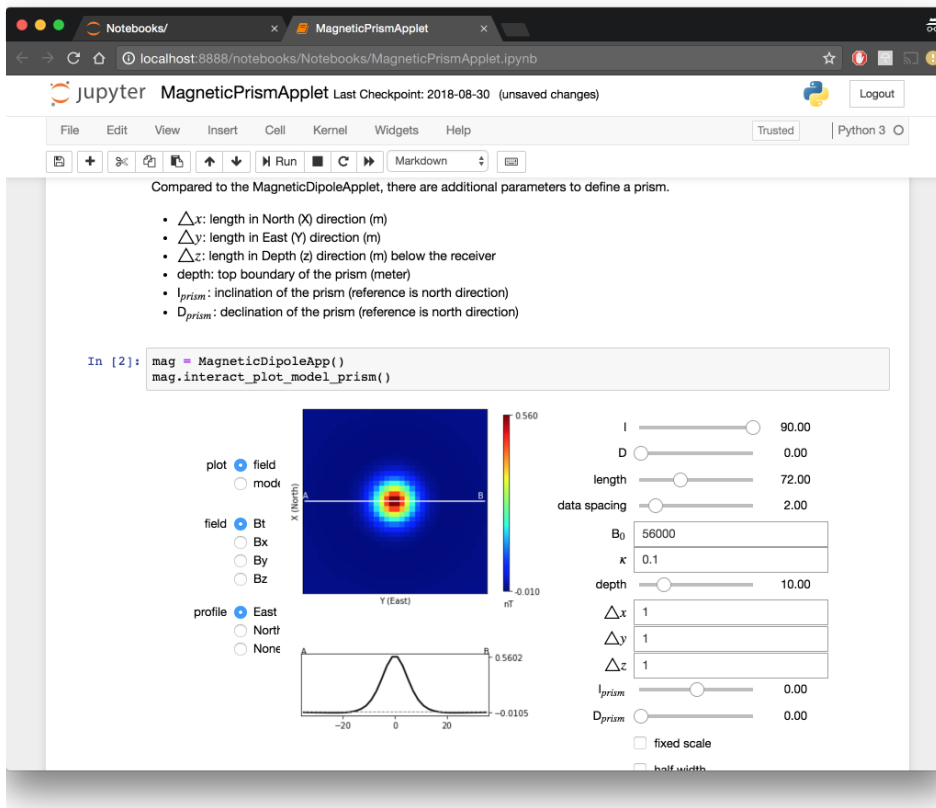 Notebooks/
MagneticPrismApplet
localhost:8888/notebooks/Notebooks/MagneticPrismApplet.ipynb
jupyter MagneticPrismApplet Last Checkpoint: 2018-08-30 (unsaved changes)
Logout
File Edit View Insert Cell Kernel Widgets Help
Trusted
Python 3
Run
Markdown
Compared to the MagneticDipoleApplet, there are additional parameters to define a prism.
• △x: length in North (X) direction (m)
• △y: length in East (Y) direction (m)
• △z: length in Depth (z) direction (m) below the receiver
• depth: top boundary of the prism (meter)
• Iprism: inclination of the prism (reference is north direction)
• Dprism: declination of the prism (reference is north direction)
In [2]: mag = MagneticDipoleApp()
mag.interact_plot_model_prism()
plot field
mode
field Bt
Bx
By
Bz
profile East
North
None
X (North)
A
B
Y (East)
0.560
-0.010
nT
A
B
0.5602
-0.0105
-20 0 20
I 90.00
D 0.00
length 72.00
data spacing 2.00
B0 56000
κ 0.1
depth 10.00
△x 1
△y 1
△z 1
Iprism 0.00
Dprism 0.00
fixed scale
half width